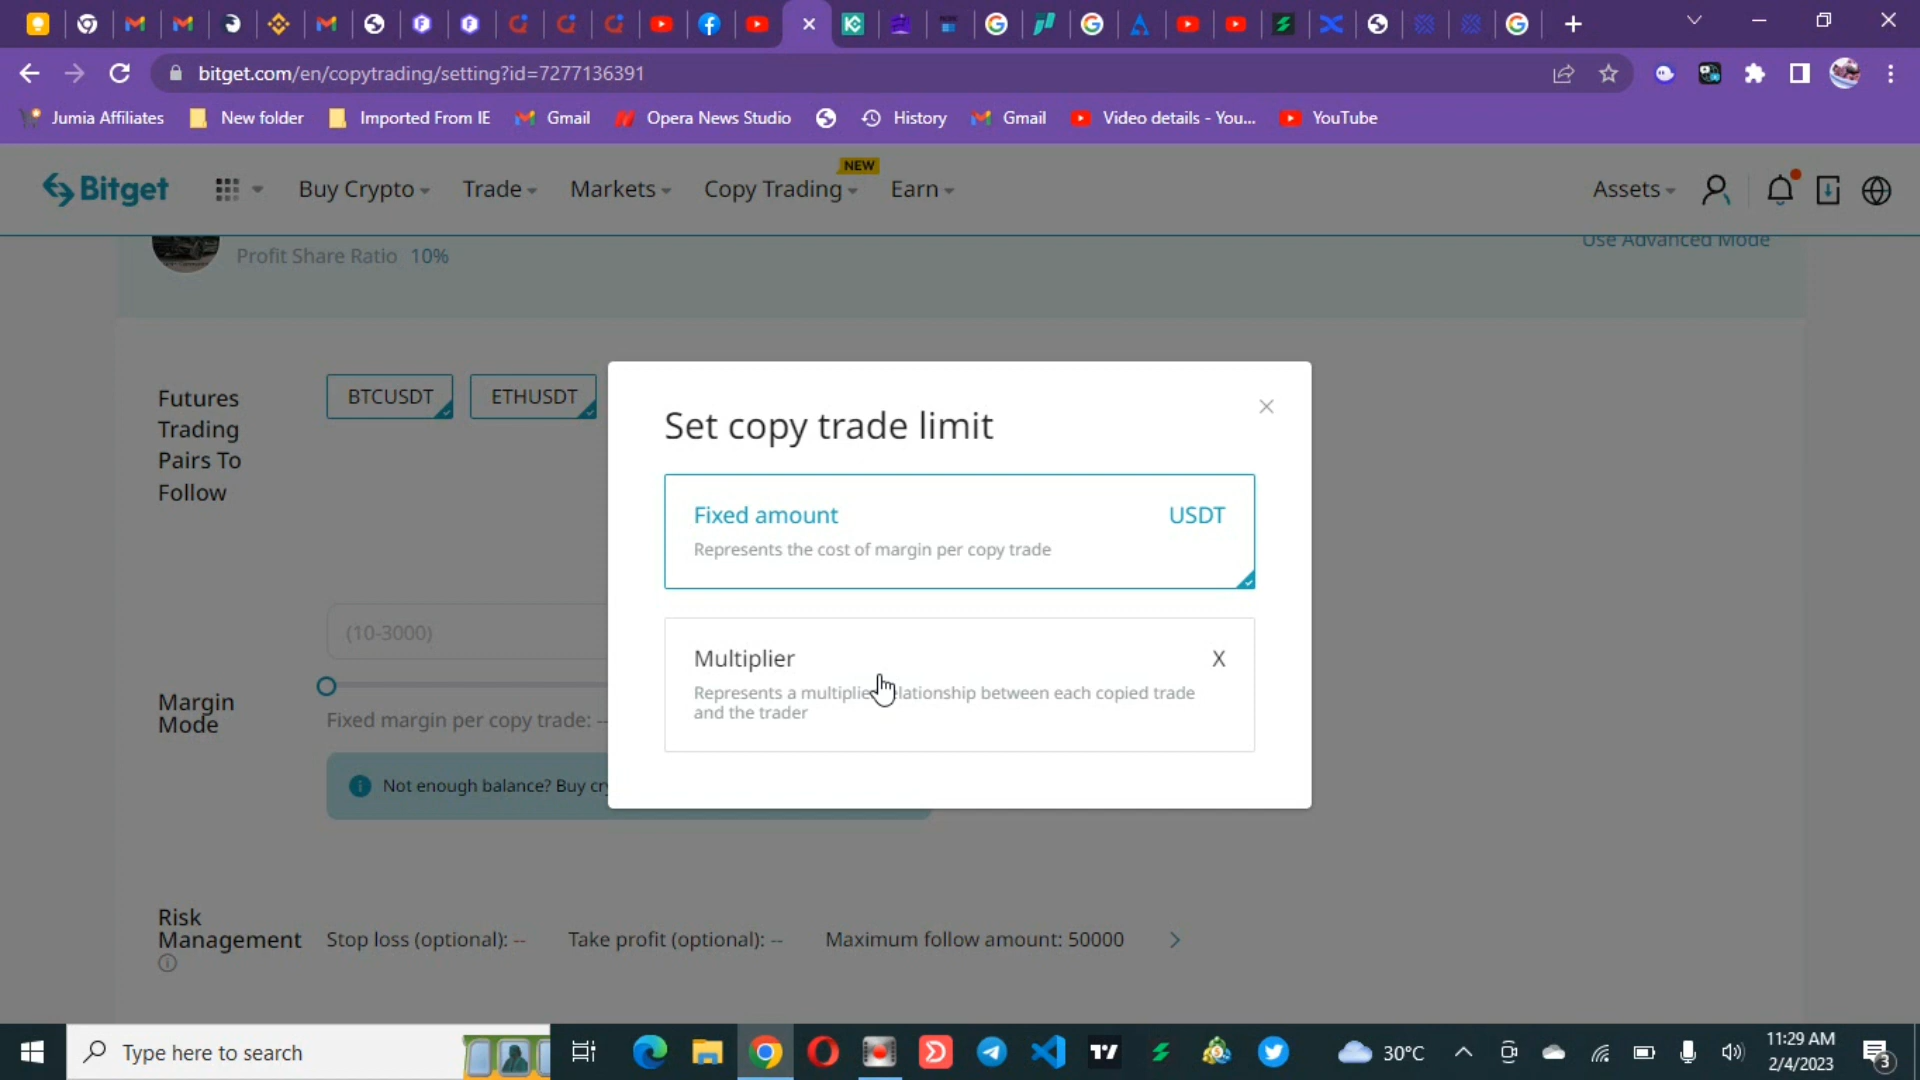 bitget.com/en/copytrading/setting?id=7277136391
Jumia Affiliates
New folder
Imported From IE
Gmail
Opera News Studio
History
Gmail
Video details - You...
YouTube
Bitget
Buy Crypto
Trade
Markets
Copy Trading
NEW
Earn
Assets
Profit Share Ratio 10%
Use Advanced Mode
Futures
Trading
Pairs To
Follow
BTCUSDT
ETHUSDT
Set copy trade limit
Fixed amount
USDT
Represents the cost of margin per copy trade
Multiplier
X
Represents a multiplier relationship between each copied trade
and the trader
(10-3000)
Margin
Mode
Fixed margin per copy trade: --
Not enough balance? Buy
Risk
Management
Stop loss (optional): --
Take profit (optional): --
Maximum follow amount: 50000
Type here to search
30°C
11:29 AM
2/4/2023
3